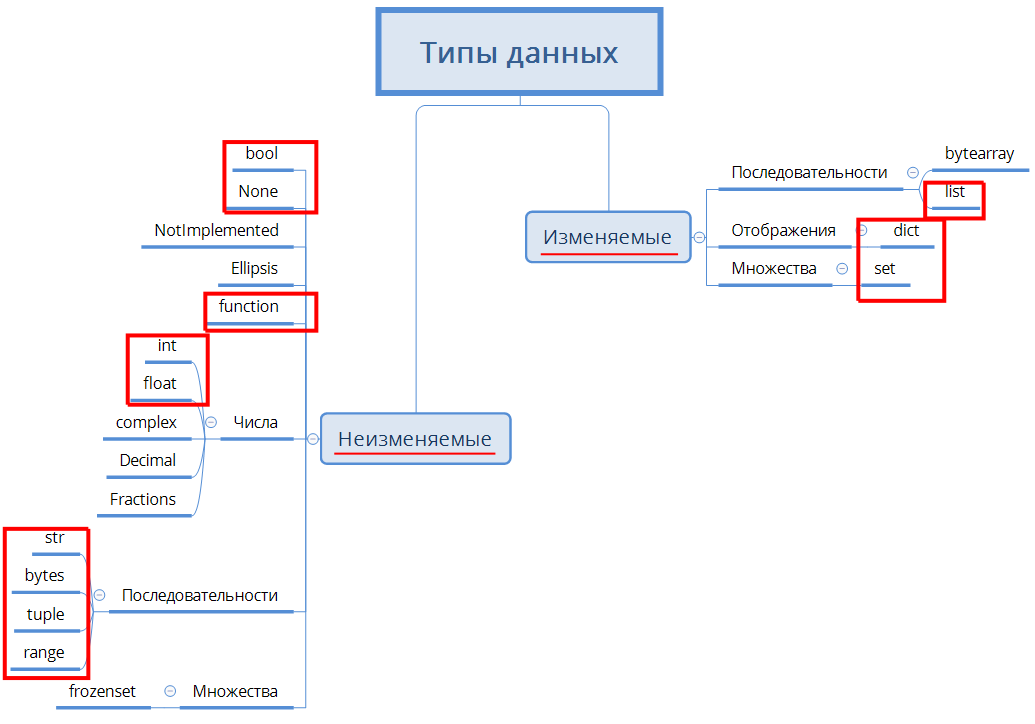 Типы данных
Изменяемые
Последовательности
bytearray
list
Отображения
dict
Множества
set
Неизменяемые
bool
None
NotImplemented
Ellipsis
function
Числа
int
float
complex
Decimal
Fractions
Последовательности
str
bytes
tuple
range
Множества
frozenset